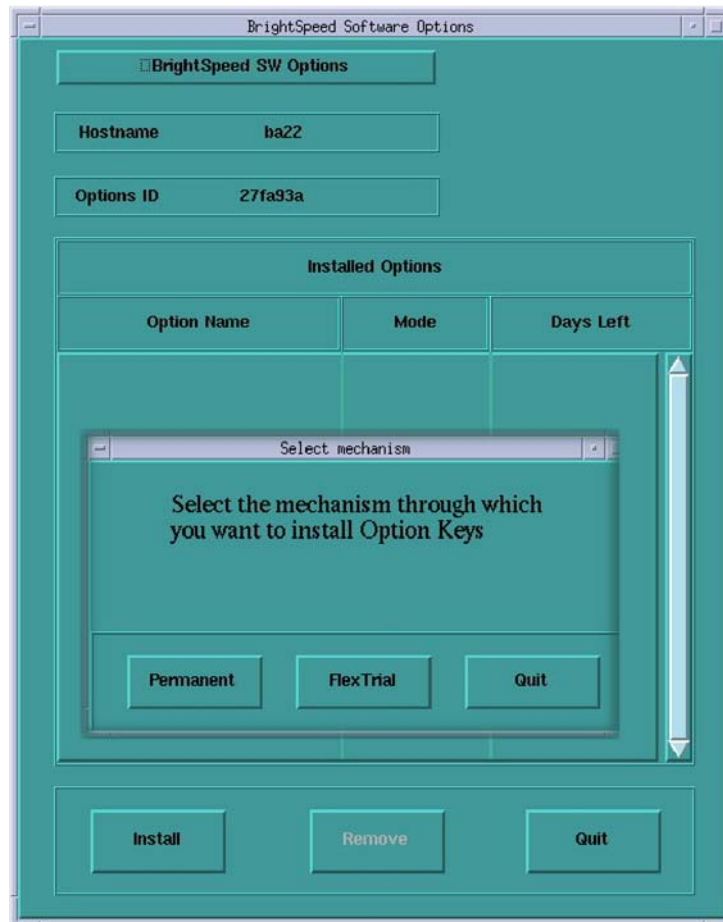 BrightSpeed Software Options
BrightSpeed SW Options
Hostname ba22
Options ID 27fa93a
Installed Options
Option Name Mode Days Left
Select mechanism
Select the mechanism through which
you want to install Option Keys
Permanent FlexTrial Quit
Install Remove Quit